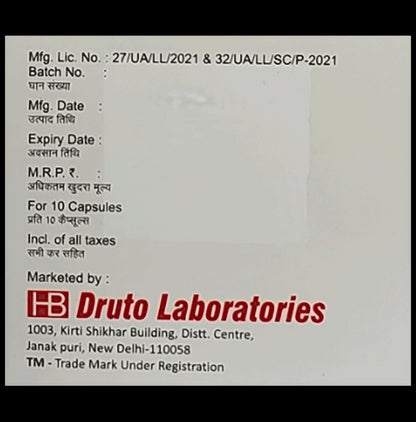 Mfg. Lic. No. : 27/UA/LL/2021 & 32/UA/LL/SC/P-2021
Batch No. :
घान संख्या
Mfg. Date :
उत्पाद तिथि
Expiry Date :
अवसान तिथि
M.R.P. ₹. :
अधिकतम खुदरा मूल्य
For 10 Capsules
प्रति 10 कैप्सूल्स
Incl. of all taxes
सभी कर सहित
Marketed by :
HB Druto Laboratories
1003, Kirti Shikhar Building, Distt. Centre,
Janak puri, New Delhi-110058
TM - Trade Mark Under Registration